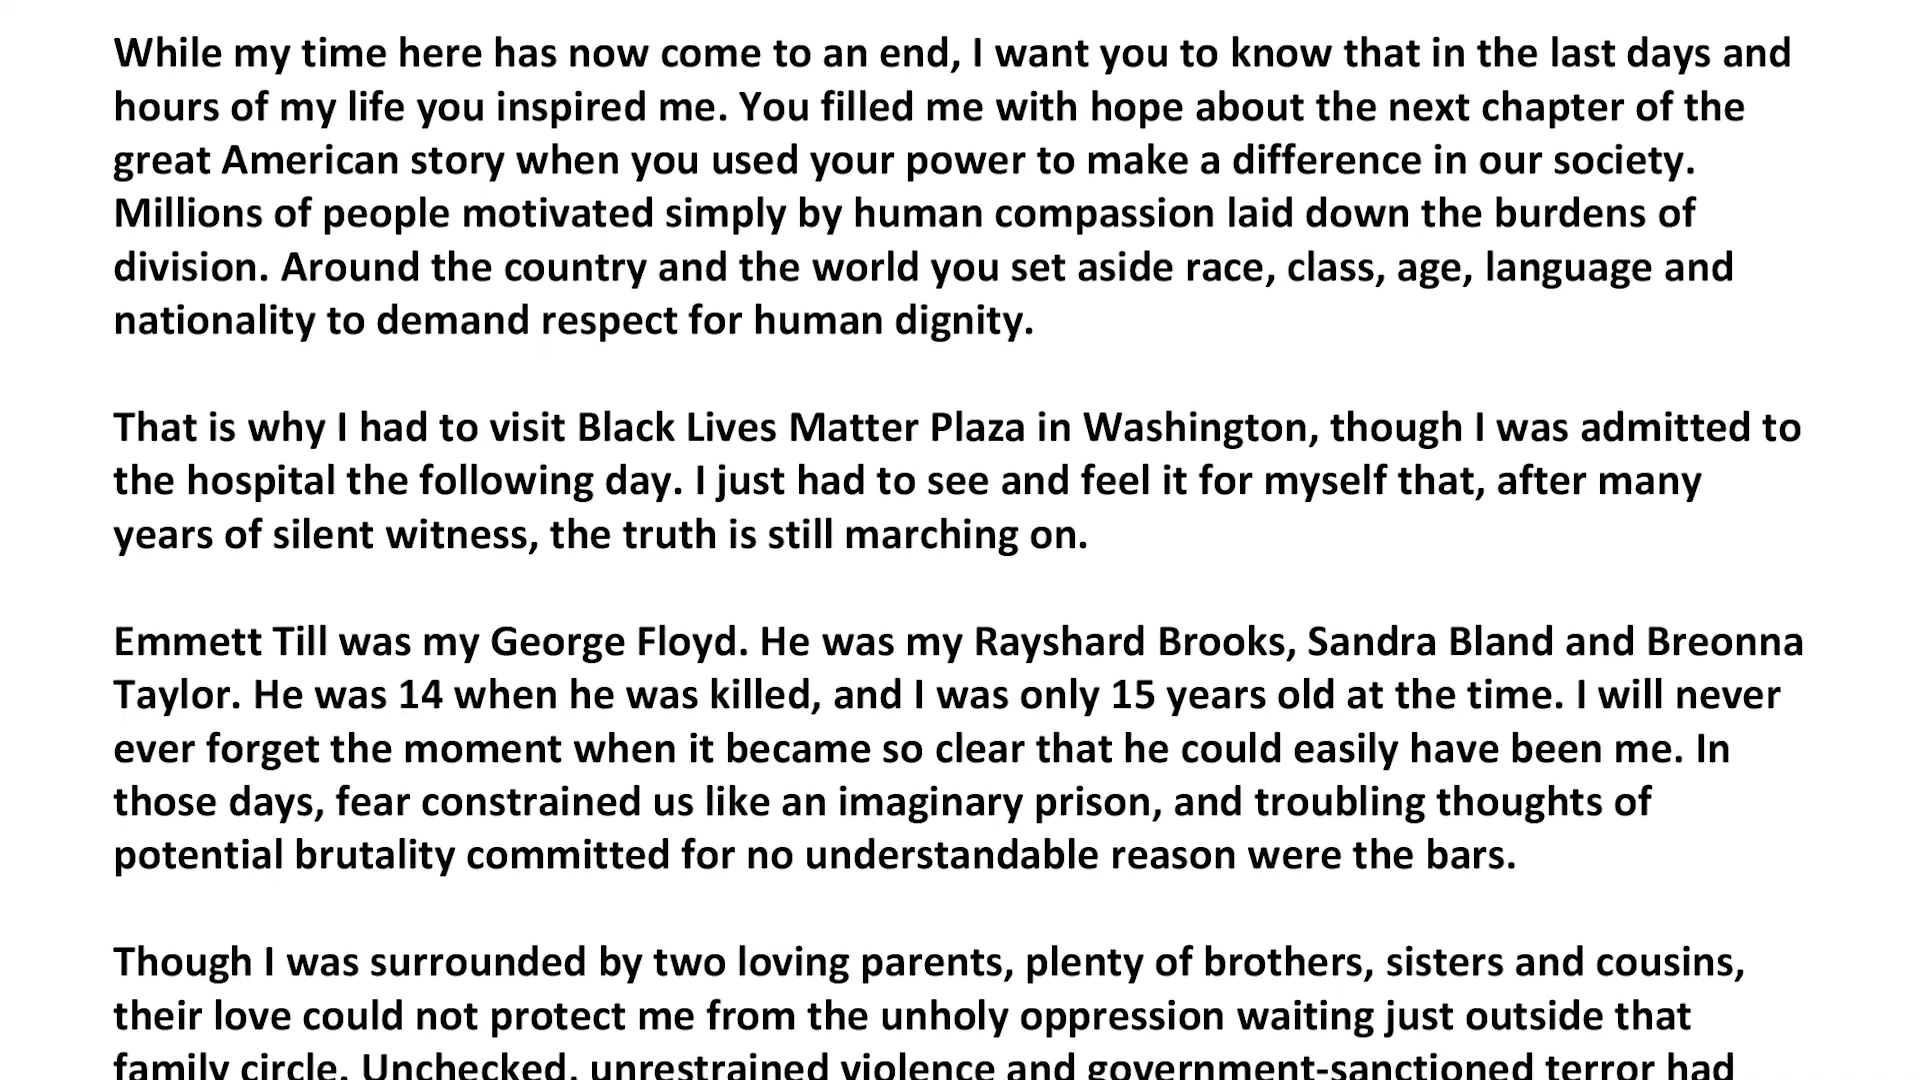 While my time here has now come to an end, I want you to know that in the last days and
hours of my life you inspired me. You filled me with hope about the next chapter of the
great American story when you used your power to make a difference in our society.
Millions of people motivated simply by human compassion laid down the burdens of
division. Around the country and the world you set aside race, class, age, language and
nationality to demand respect for human dignity.
That is why I had to visit Black Lives Matter Plaza in Washington, though I was admitted to
the hospital the following day. I just had to see and feel it for myself that, after many
years of silent witness, the truth is still marching on.
Emmett Till was my George Floyd. He was my Rayshard Brooks, Sandra Bland and Breonna
Taylor. He was 14 when he was killed, and I was only 15 years old at the time. I will never
ever forget the moment when it became so clear that he could easily have been me. In
those days, fear constrained us like an imaginary prison, and troubling thoughts of
potential brutality committed for no understandable reason were the bars.
Though I was surrounded by two loving parents, plenty of brothers, sisters and cousins,
their love could not protect me from the unholy oppression waiting just outside that
family circle. Unchecked, unrestrained violence and government-sanctioned terror had